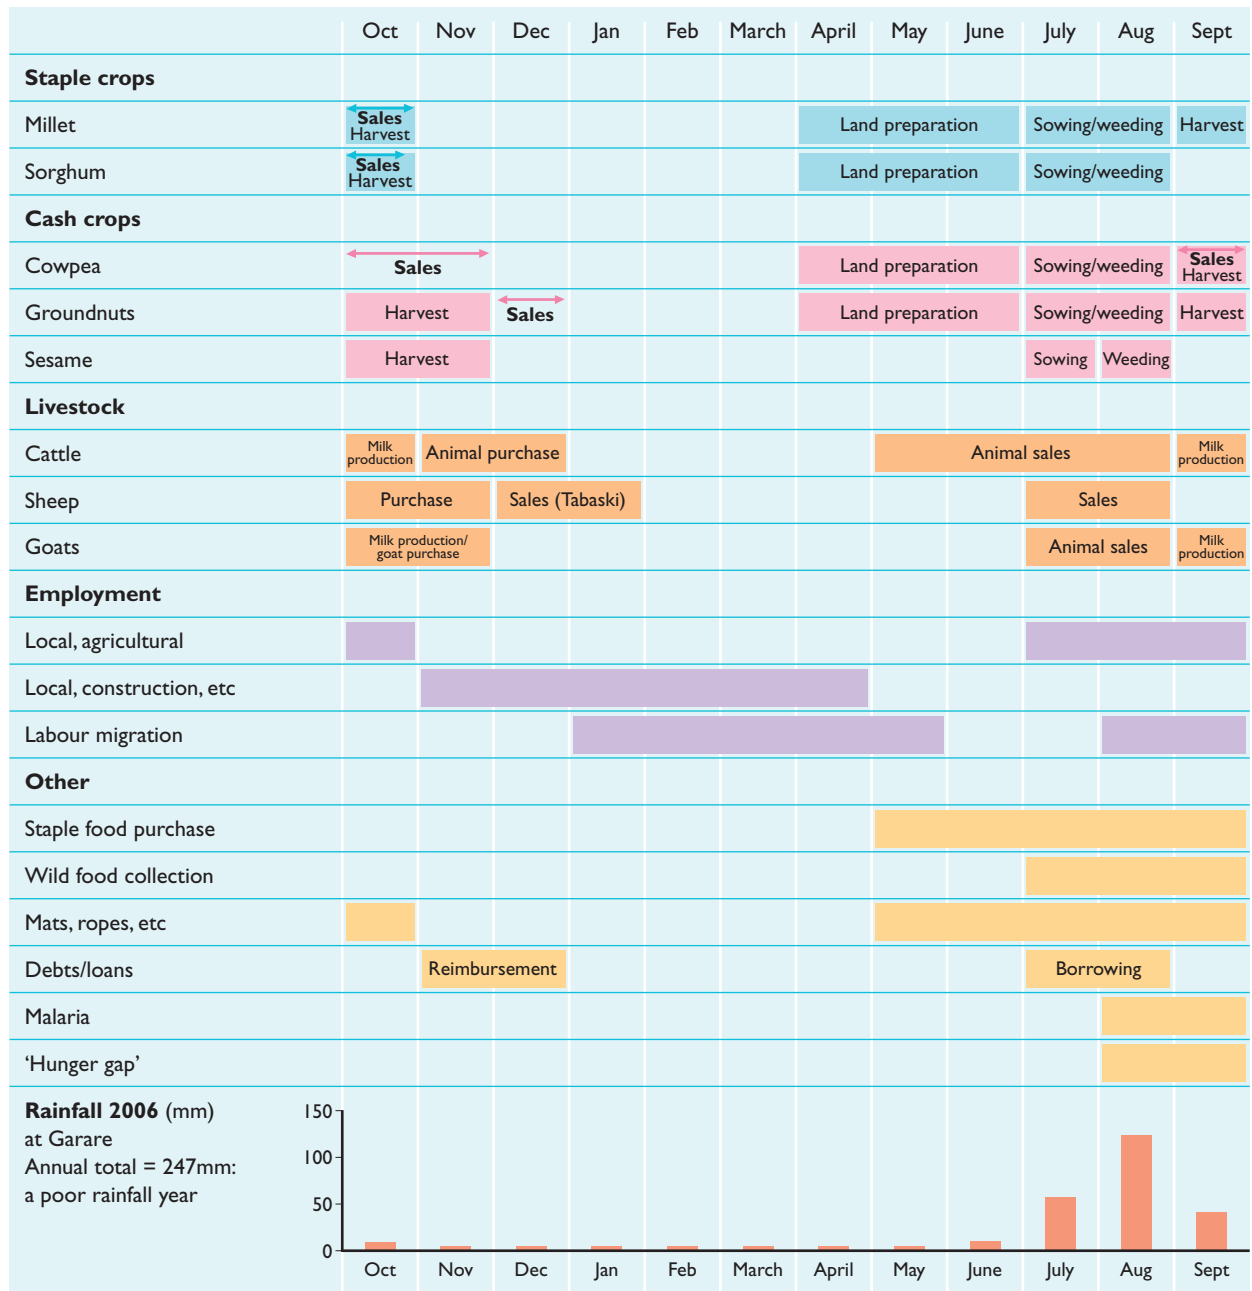 Oct Nov Dec Jan Feb March April May June July Aug Sept
Staple crops
Millet
Sales
Harvest
Land preparation
Sowing/weeding
Harvest
Sorghum
Sales
Harvest
Land preparation
Sowing/weeding
Cash crops
Cowpea
Sales
Land preparation
Sowing/weeding
Sales
Harvest
Groundnuts
Harvest
Sales
Land preparation
Sowing/weeding
Harvest
Sesame
Harvest
Sowing
Weeding
Livestock
Cattle
Milk
production
Animal purchase
Animal sales
Milk
production
Sheep
Purchase
Sales (Tabaski)
Sales
Goats
Milk production/
goat purchase
Animal sales
Milk
production
Employment
Local, agricultural
Local, construction, etc
Labour migration
Other
Staple food purchase
Wild food collection
Mats, ropes, etc
Debts/loans
Reimbursement
Borrowing
Malaria
‘Hunger gap’
Rainfall 2006 (mm)
at Garare
Annual total = 247mm:
a poor rainfall year
150
100
50
0
Oct Nov Dec Jan Feb March April May June July Aug Sept